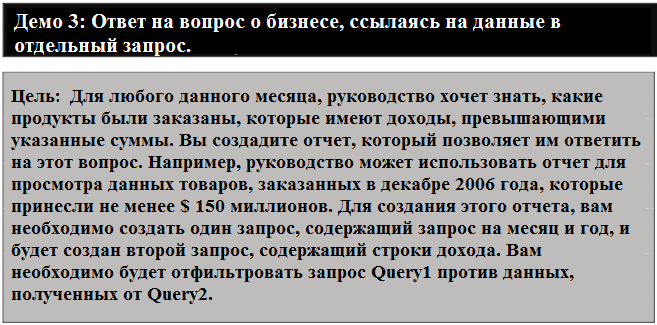 Демо 3: Ответ на вопрос о бизнесе, ссылаясь на данные в
отдельный запрос.
Цель:  Для любого данного месяца, руководство хочет знать, какие
продукты были заказаны, которые имеют доходы, превышающими
указанные суммы. Вы создадите отчет, который позволяет им ответить
на этот вопрос. Например, руководство может использовать отчет для
просмотра данных товаров, заказанных в декабре 2006 года, которые
принесли не менее $ 150 миллионов. Для создания этого отчета, вам
необходимо создать один запрос, содержащий запрос на месяц и год, и
будет создан второй запрос, содержащий строки дохода. Вам
необходимо будет отфильтровать запрос Query1 против данных,
полученных от Query2.